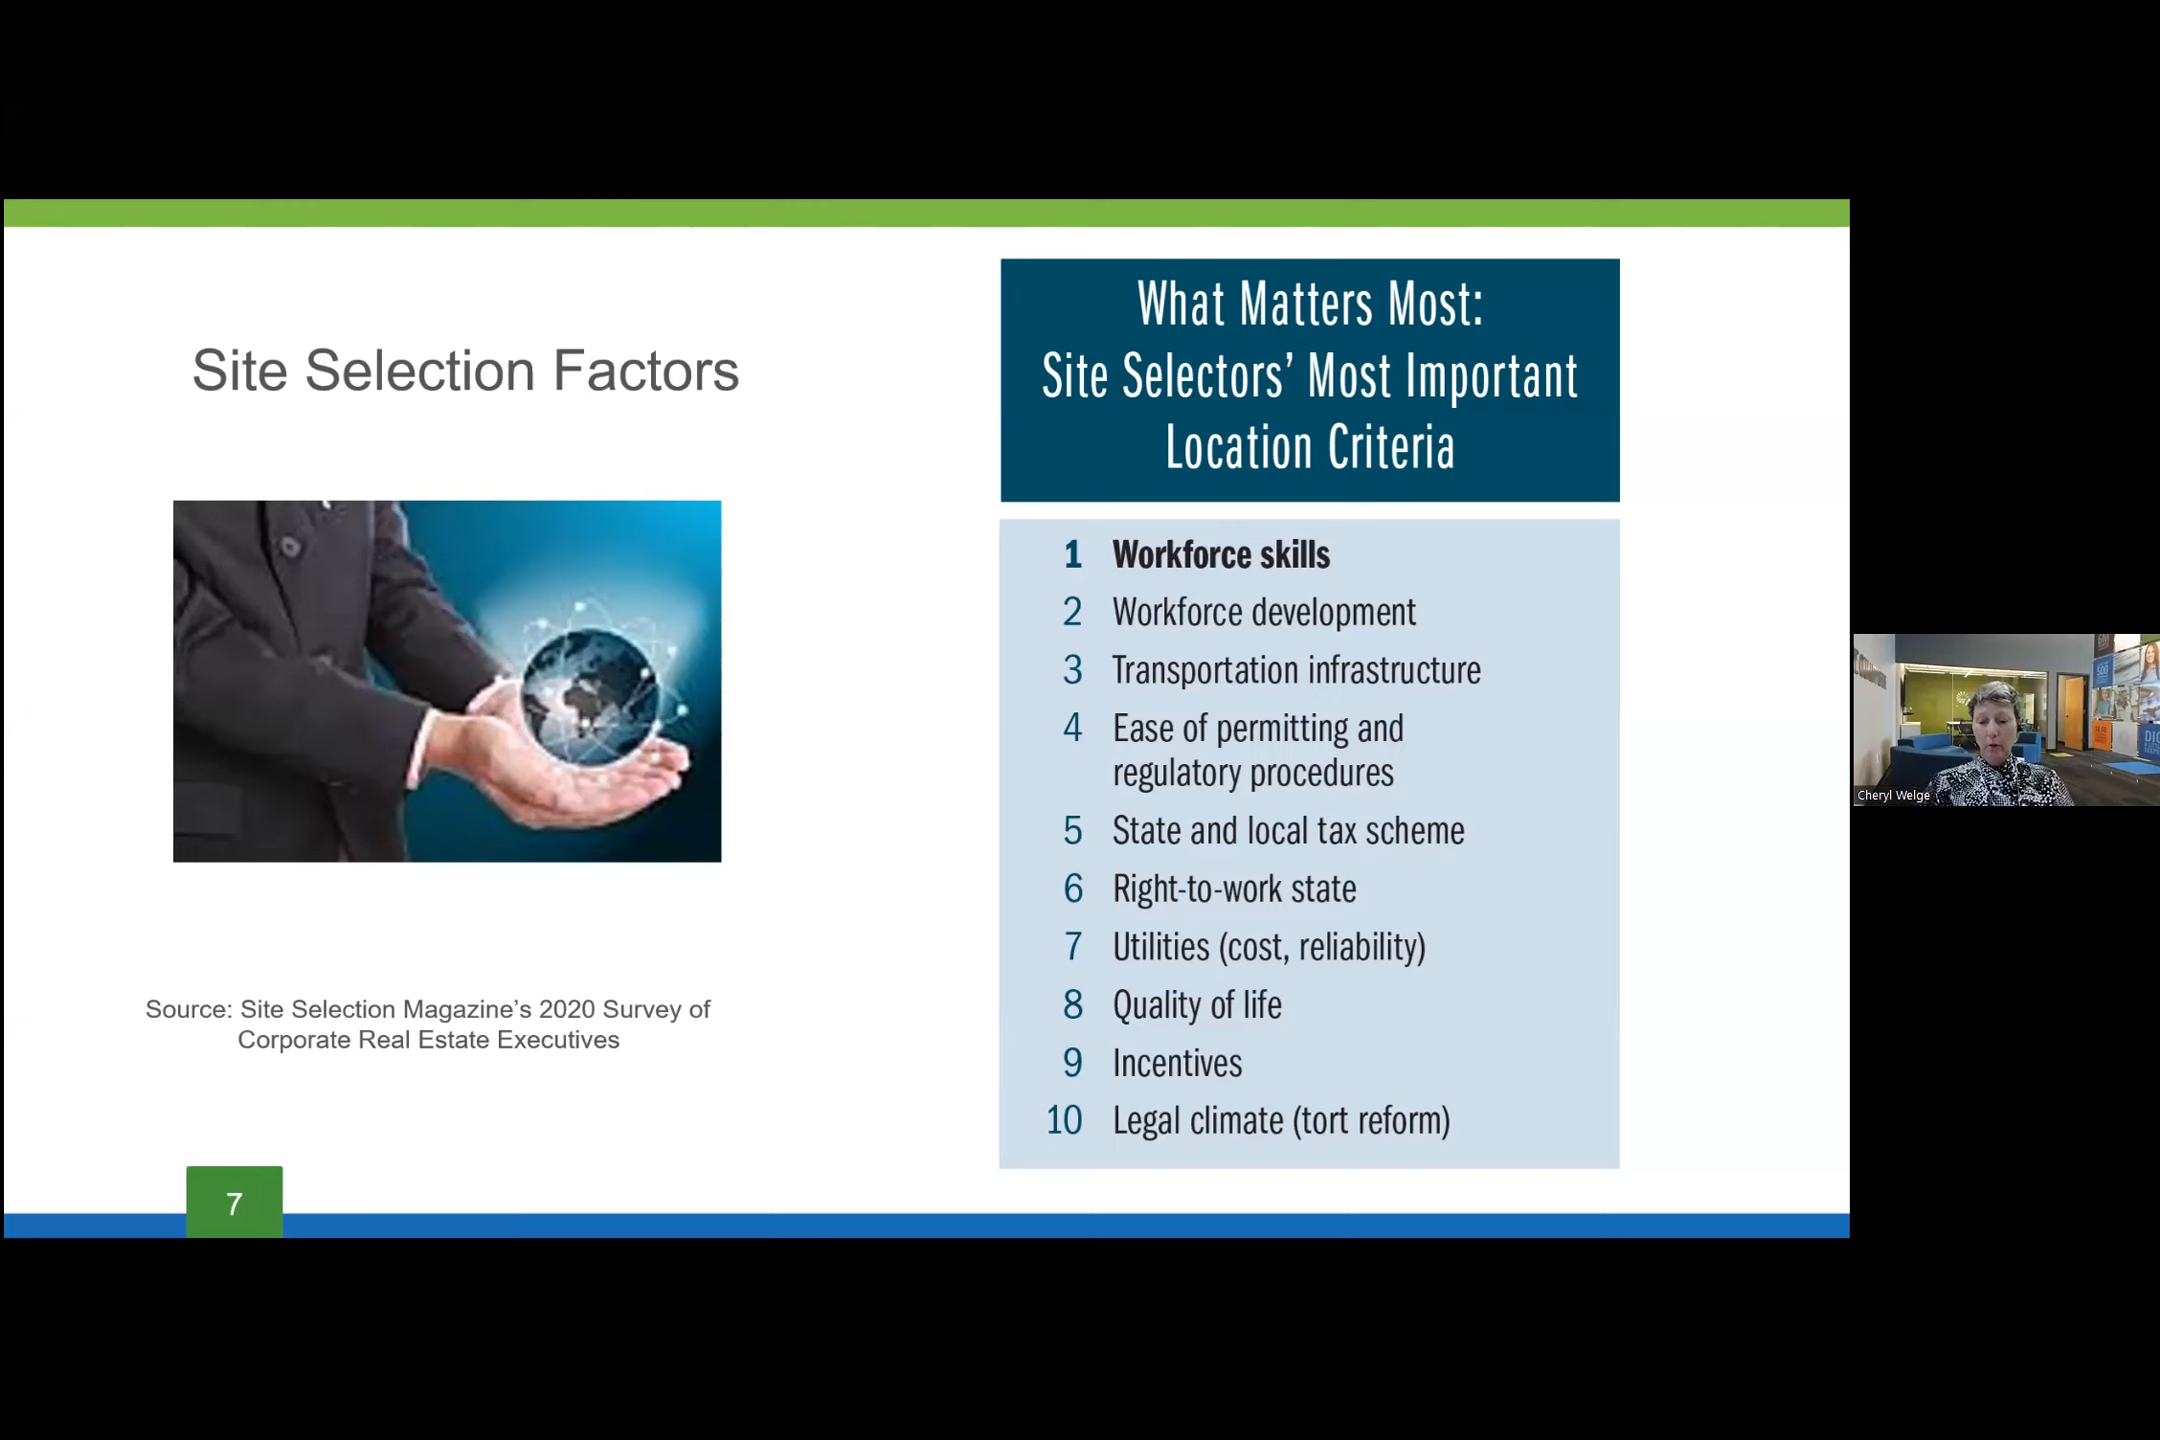 Site Selection Factors
Source: Site Selection Magazine's 2020 Survey of
Corporate Real Estate Executives
7
What Matters Most:
Site Selectors' Most Important
Location Criteria
1 Workforce skills
2 Workforce development
3 Transportation infrastructure
4 Ease of permitting and
regulatory procedures
5 State and local tax scheme
6 Right-to-work state
7 Utilities (cost, reliability)
8 Quality of life
9 Incentives
10 Legal climate (tort reform)
Cheryl Welge